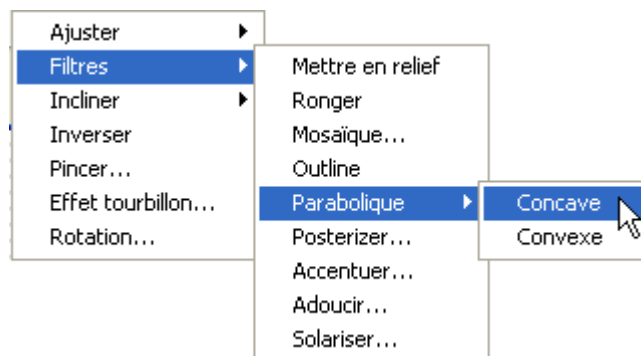 Ajuster
Filtres
Incliner
Inverser
Pincer...
Effet tourbillon...
Rotation...
Mettre en relief
Ronger
Mosaïque...
Outline
Parabolique
Posterizer...
Accentuer...
Adoucir...
Solariser...
Concave
Convexe